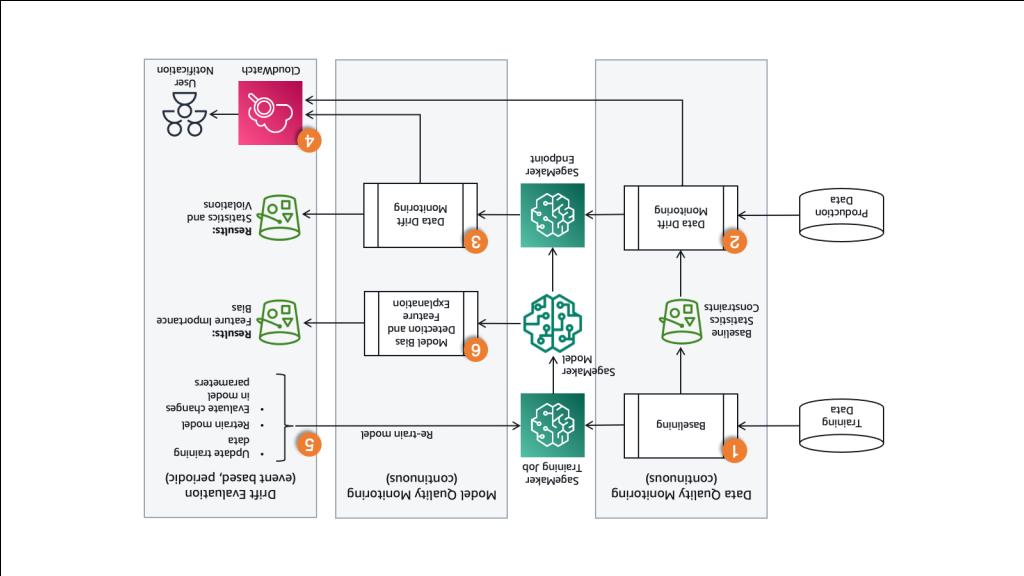 Data Quality Monitoring
(continuous)
Model Quality Monitoring
(continuous)
Drift Evaluation
(event based, periodic)
Training
Data
1
Baselining
SageMaker
Training Job
Re-train model
5
• Update training
data
• Retrain model
• Evaluate changes
in model
parameters
Baseline
Statistics
Constraints
SageMaker
Model
6
Model Bias
Detection and
Feature
Explanation
Results:
Feature Importance
Bias
Production
Data
2
Data Drift
Monitoring
SageMaker
Endpoint
3
Data Drift
Monitoring
Results:
Statistics and
Violations
4
CloudWatch
User
Notification